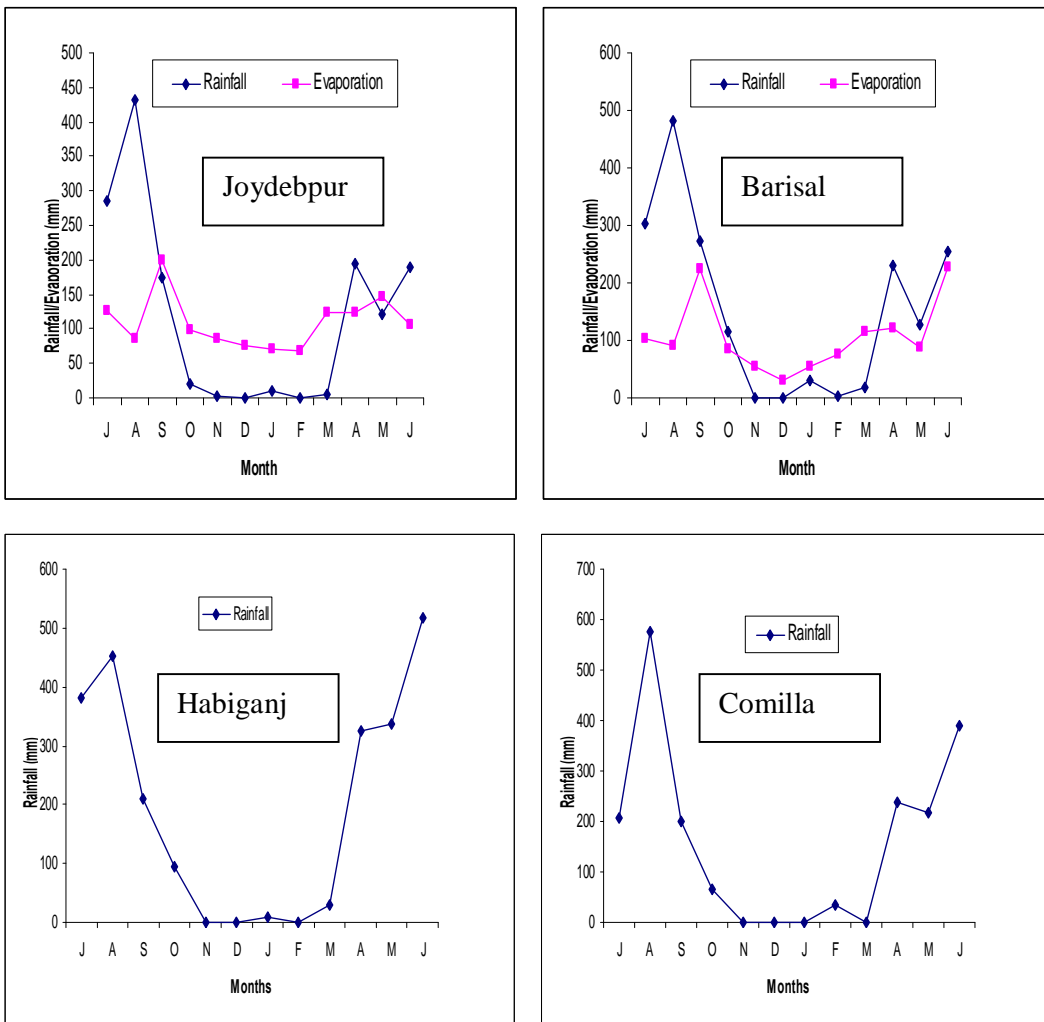 Rainfall Evaporation
Joydebpur
Rainfall/Evaporation (mm)
500
450
400
350
300
250
200
150
100
50
0
J A S O N D J F M A M J
Month
Rainfall Evaporation
Barisal
Rainfall/Evaporation (mm)
600
500
400
300
200
100
0
J A S O N D J F M A M J
Month
Rainfall
Habiganj
Rainfall (mm)
600
500
400
300
200
100
0
J A S O N D J F M A M J
Months
Rainfall
Comilla
Rainfall (mm)
700
600
500
400
300
200
100
0
J A S O N D J F M A M J
Months